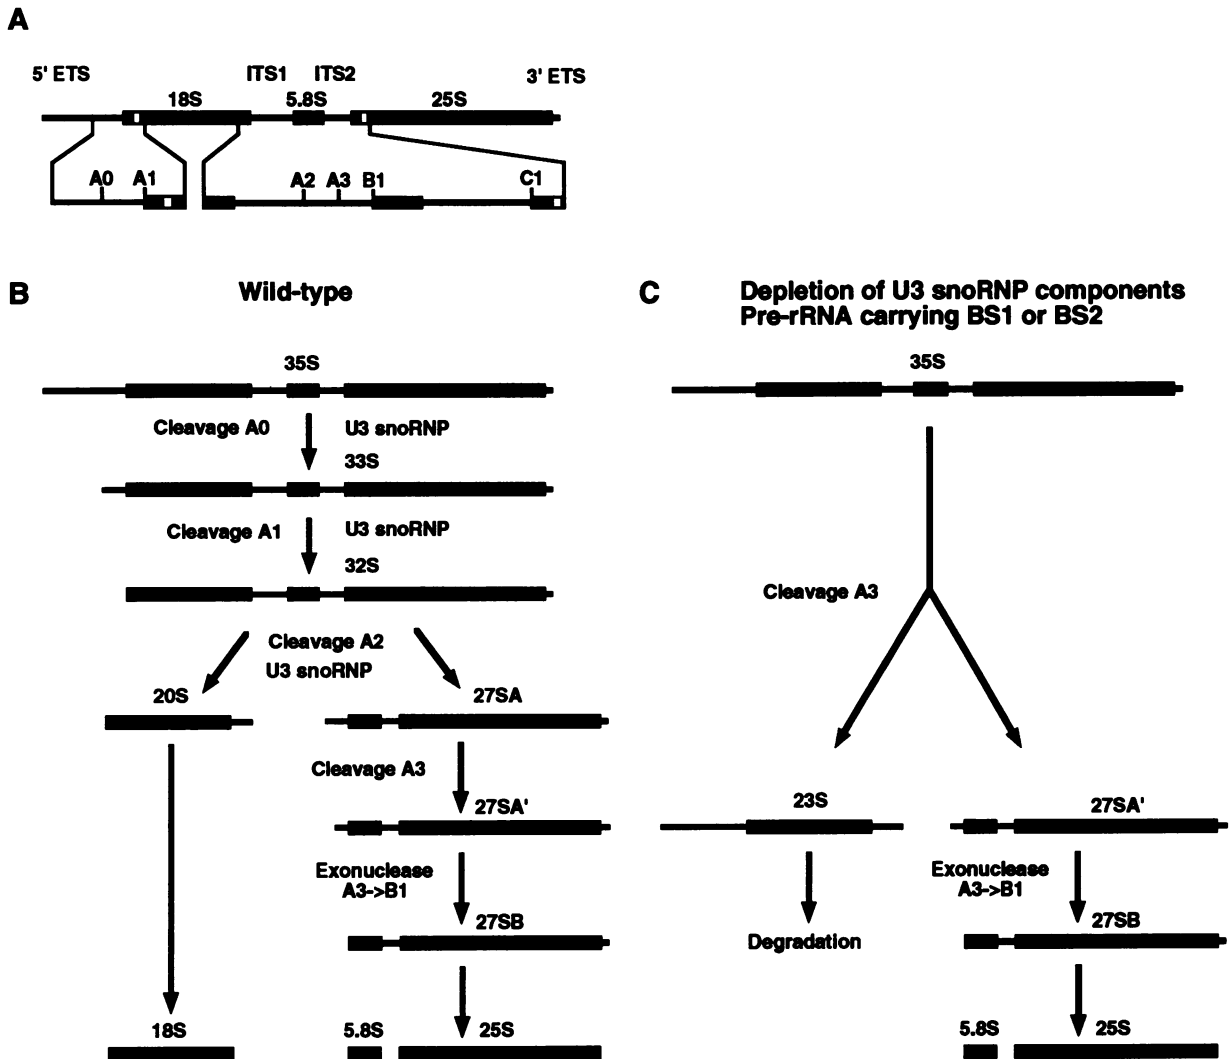 A
5' ETS
ITS1
ITS2
3' ETS
18S
5.8S
25S
A0
A1
A2
A3
B1
C1
B
Wild-type
35S
Cleavage A0
U3 snoRNP
33S
Cleavage A1
U3 snoRNP
32S
Cleavage A2
U3 snoRNP
20S
27SA
Cleavage A3
27SA'
Exonuclease
A3->B1
27SB
18S
5.8S
25S
C
Depletion of U3 snoRNP components
Pre-rRNA carrying BS1 or BS2
35S
Cleavage A3
23S
27SA'
Exonuclease
A3->B1
Degradation
27SB
5.8S
25S